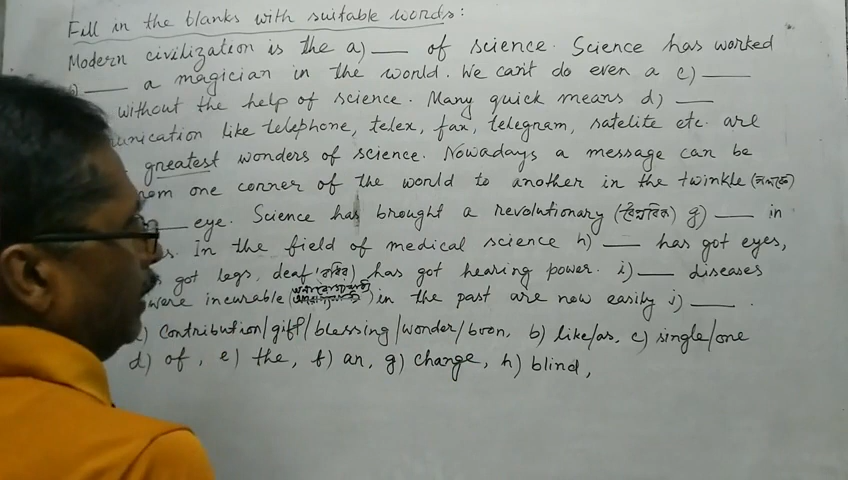 Fill in the blanks with suitable words:
Modern civilization is the a) ___ of science. Science has worked
___ a magician in the world. We can't do even a c) ___
without the help of science. Many quick means d) ___
unication like telephone, telex, fax, telegram, satelite etc. are
greatest wonders of science. Nowadays a message can be
from one corner of the world to another in the twinkle (পলকে)
___ eye. Science has brought a revolutionary (বৈপ্লবিক) g) ___ in
s. In the field of medical science h) ___ has got eyes,
got legs, deaf (বধির) has got hearing power. i) ___ diseases
were incurable ( ) in the past are now easily j) ___.
a) Contribution/gift/blessing/wonder/boon, b) like/as, c) single/one
d) of, e) the, f) an, g) change, h) blind,